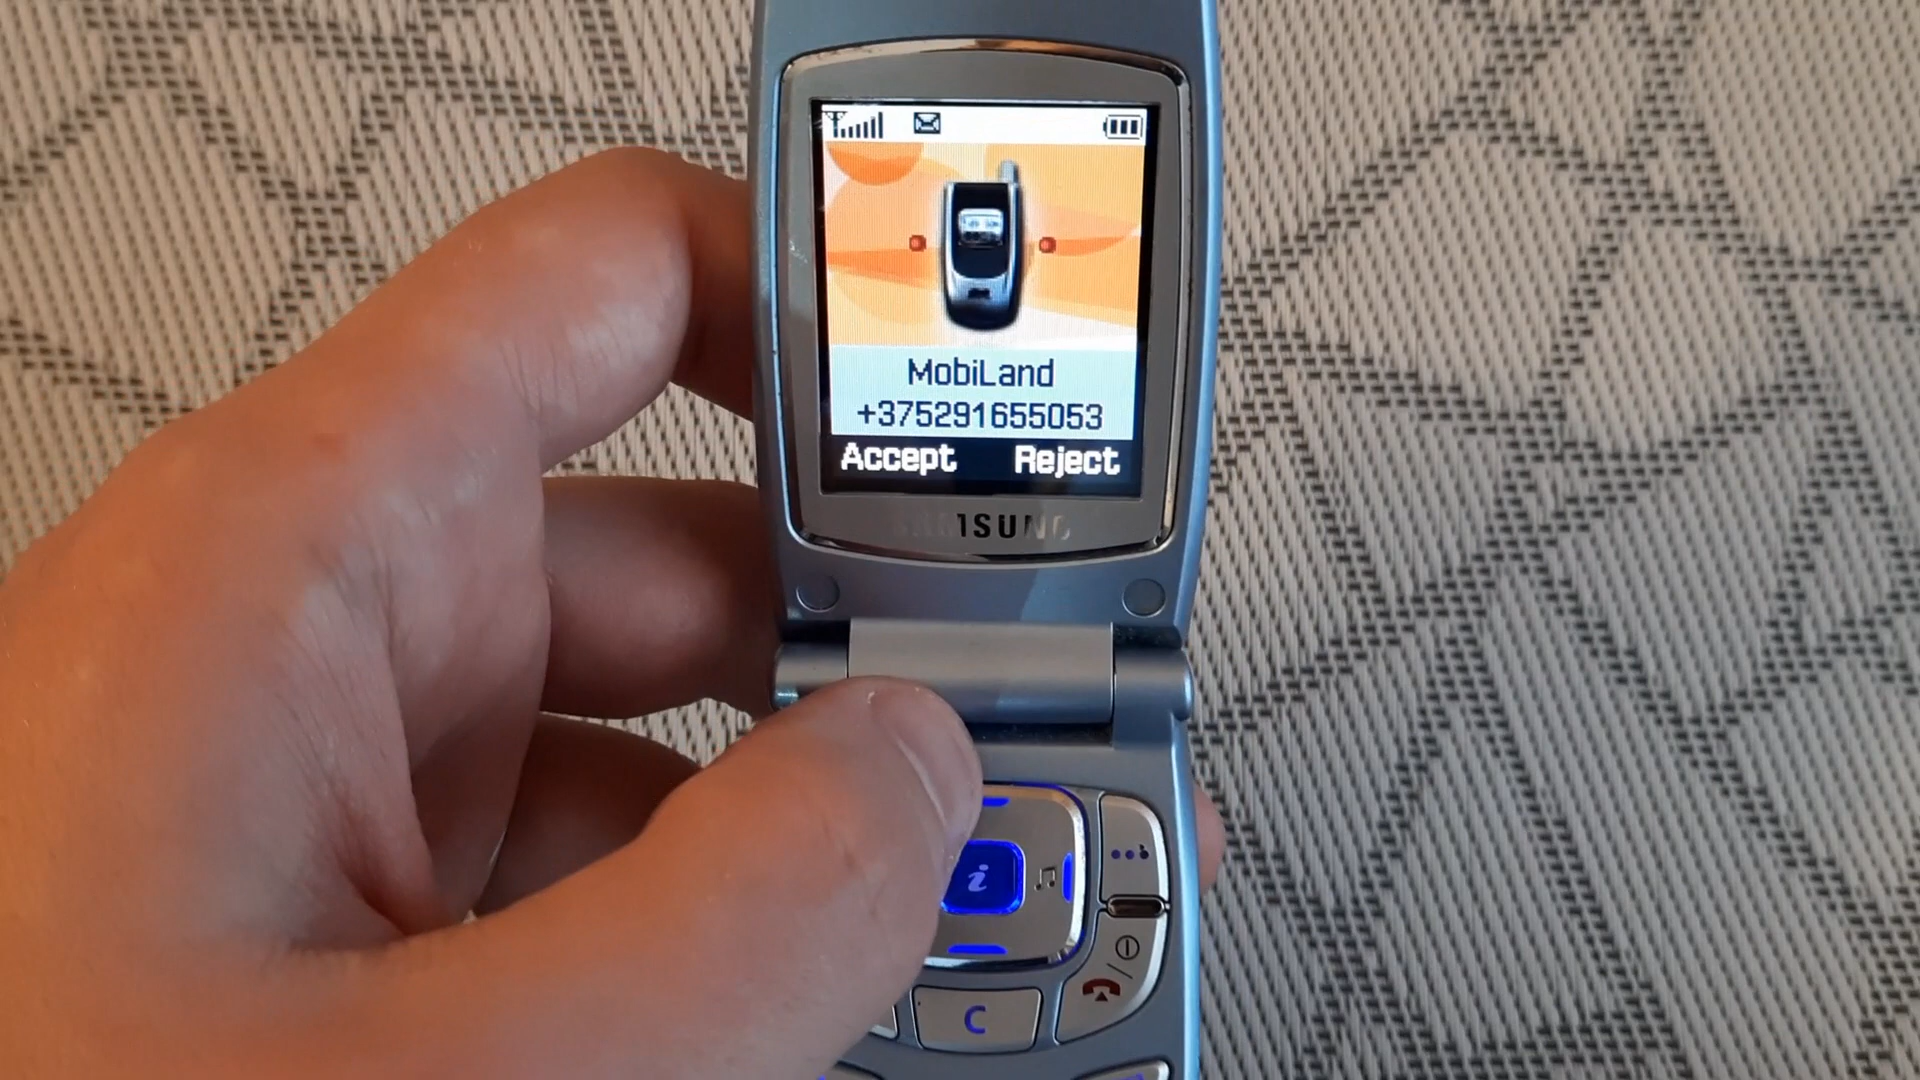 MobiLand
+375291655053
Accept Reject
SAMSUNG
i
C